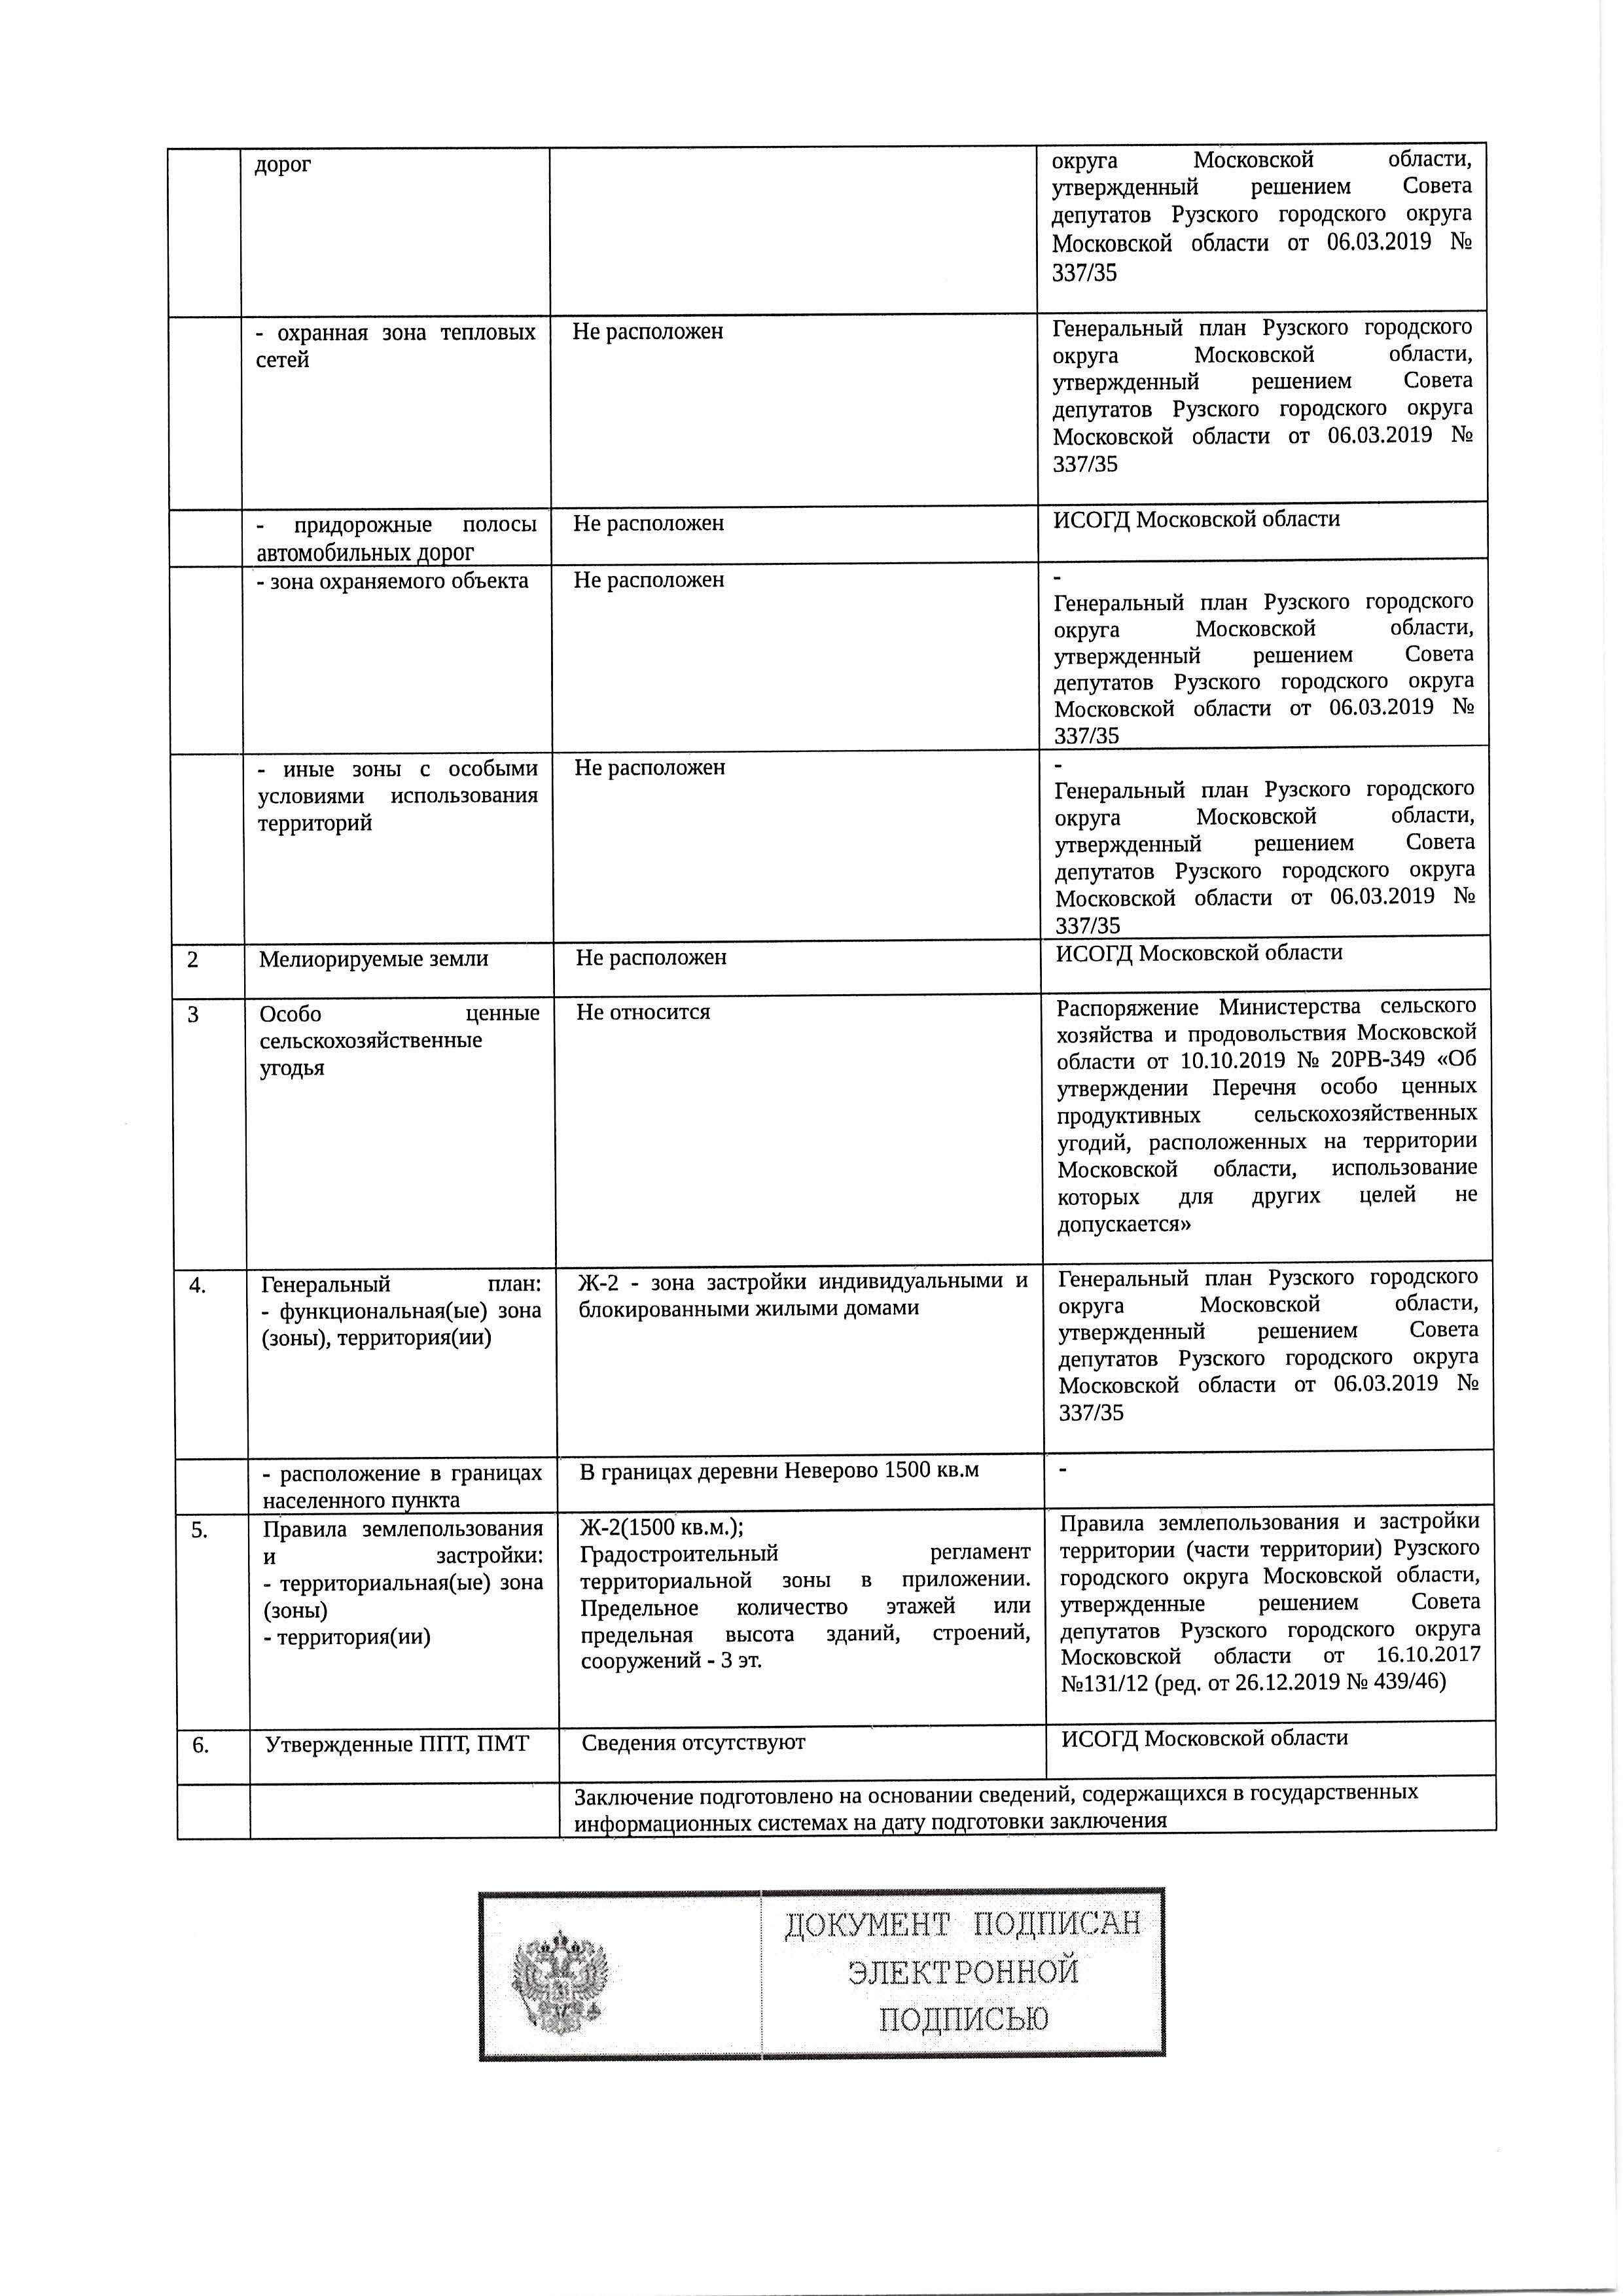 дорог
округа Московской области,
утвержденный решением Совета
депутатов Рузского городского округа
Московской области от 06.03.2019 №
337/35
- охранная зона тепловых
сетей
Не расположен
Генеральный план Рузского городского
округа Московской области,
утвержденный решением Совета
депутатов Рузского городского округа
Московской области от 06.03.2019 №
337/35
- придорожные полосы
автомобильных дорог
Не расположен
ИСОГД Московской области
- зона охраняемого объекта
Не расположен
-
Генеральный план Рузского городского
округа Московской области,
утвержденный решением Совета
депутатов Рузского городского округа
Московской области от 06.03.2019 №
337/35
- иные зоны с особыми
условиями использования
территорий
Не расположен
-
Генеральный план Рузского городского
округа Московской области,
утвержденный решением Совета
депутатов Рузского городского округа
Московской области от 06.03.2019 №
337/35
2
Мелиорируемые земли
Не расположен
ИСОГД Московской области
3
Особо ценные
сельскохозяйственные
угодья
Не относится
Распоряжение Министерства сельского
хозяйства и продовольствия Московской
области от 10.10.2019 № 20РВ-349 «Об
утверждении Перечня особо ценных
продуктивных сельскохозяйственных
угодий, расположенных на территории
Московской области, использование
которых для других целей не
допускается»
4.
Генеральный план:
- функциональная(ые) зона
(зоны), территория(ии)
Ж-2 - зона застройки индивидуальными и
блокированными жилыми домами
Генеральный план Рузского городского
округа Московской области,
утвержденный решением Совета
депутатов Рузского городского округа
Московской области от 06.03.2019 №
337/35
- расположение в границах
населенного пункта
В границах деревни Неверово 1500 кв.м
-
5.
Правила землепользования
и застройки:
- территориальная(ые) зона
(зоны)
- территория(ии)
Ж-2(1500 кв.м.);
Градостроительный регламент
территориальной зоны в приложении.
Предельное количество этажей или
предельная высота зданий, строений,
сооружений - 3 эт.
Правила землепользования и застройки
территории (части территории) Рузского
городского округа Московской области,
утвержденные решением Совета
депутатов Рузского городского округа
Московской области от 16.10.2017
№131/12 (ред. от 26.12.2019 № 439/46)
6.
Утвержденные ППТ, ПМТ
Сведения отсутствуют
ИСОГД Московской области
Заключение подготовлено на основании сведений, содержащихся в государственных
информационных системах на дату подготовки заключения
ДОКУМЕНТ ПОДПИСАН
ЭЛЕКТРОННОЙ
ПОДПИСЬЮ